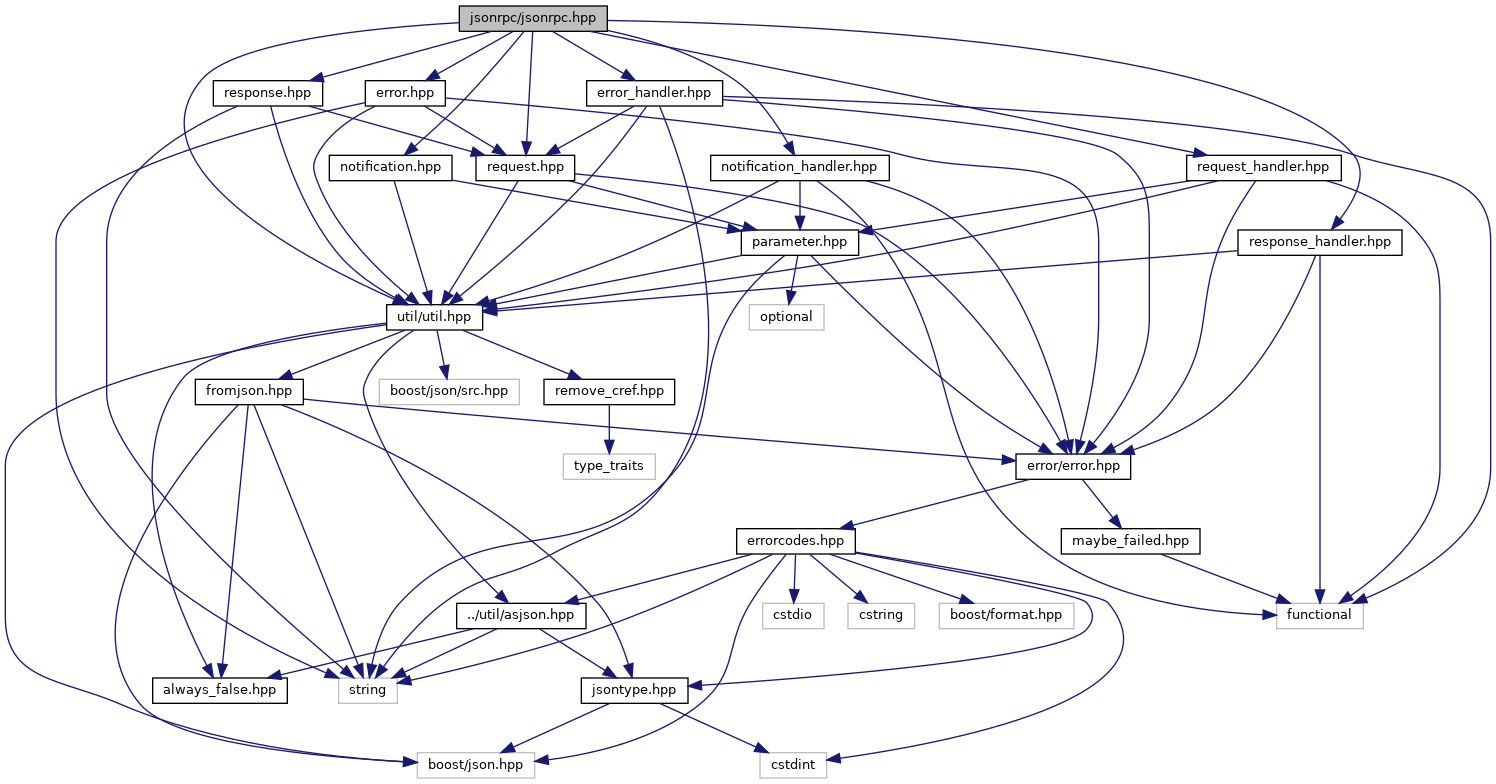 jsonrpc/jsonrpc.hpp
response.hpp
error.hpp
error_handler.hpp
notification.hpp
request.hpp
notification_handler.hpp
request_handler.hpp
parameter.hpp
response_handler.hpp
util/util.hpp
optional
fromjson.hpp
boost/json/src.hpp
remove_cref.hpp
type_traits
error/error.hpp
errorcodes.hpp
maybe_failed.hpp
../util/asjson.hpp
cstdio
cstring
boost/format.hpp
functional
always_false.hpp
string
jsontype.hpp
boost/json.hpp
cstdint